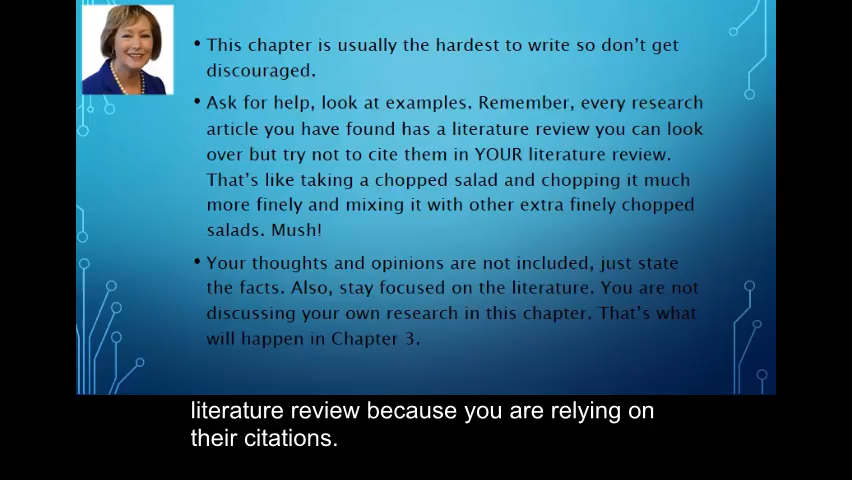 • This chapter is usually the hardest to write so don't get
discouraged.
• Ask for help, look at examples. Remember, every research
article you have found has a literature review you can look
over but try not to cite them in YOUR literature review.
That's like taking a chopped salad and chopping it much
more finely and mixing it with other extra finely chopped
salads. Mush!
• Your thoughts and opinions are not included, just state
the facts. Also, stay focused on the literature. You are not
discussing your own research in this chapter. That's what
will happen in Chapter 3.
literature review because you are relying on
their citations.